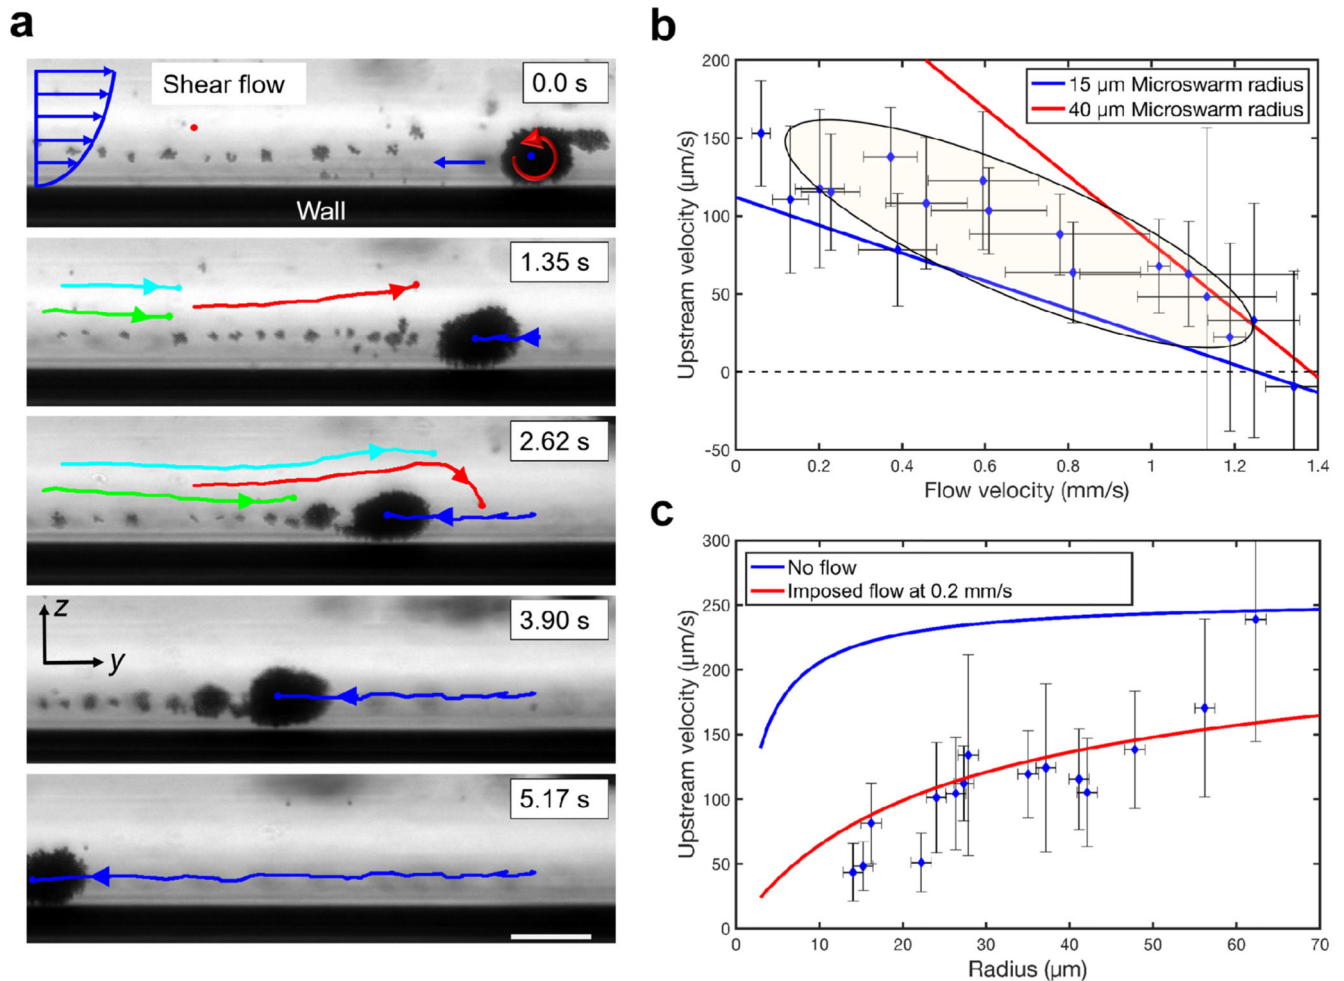 a
Shear flow
0.0 s
Wall
1.35 s
2.62 s
z
y
3.90 s
5.17 s
b
200
150
100
50
0
-50
Upstream velocity (µm/s)
15 µm Microswarm radius
40 µm Microswarm radius
0 0.2 0.4 0.6 0.8 1 1.2 1.4
Flow velocity (mm/s)
c
300
250
200
150
100
50
0
Upstream velocity (µm/s)
No flow
Imposed flow at 0.2 mm/s
0 10 20 30 40 50 60 70
Radius (µm)